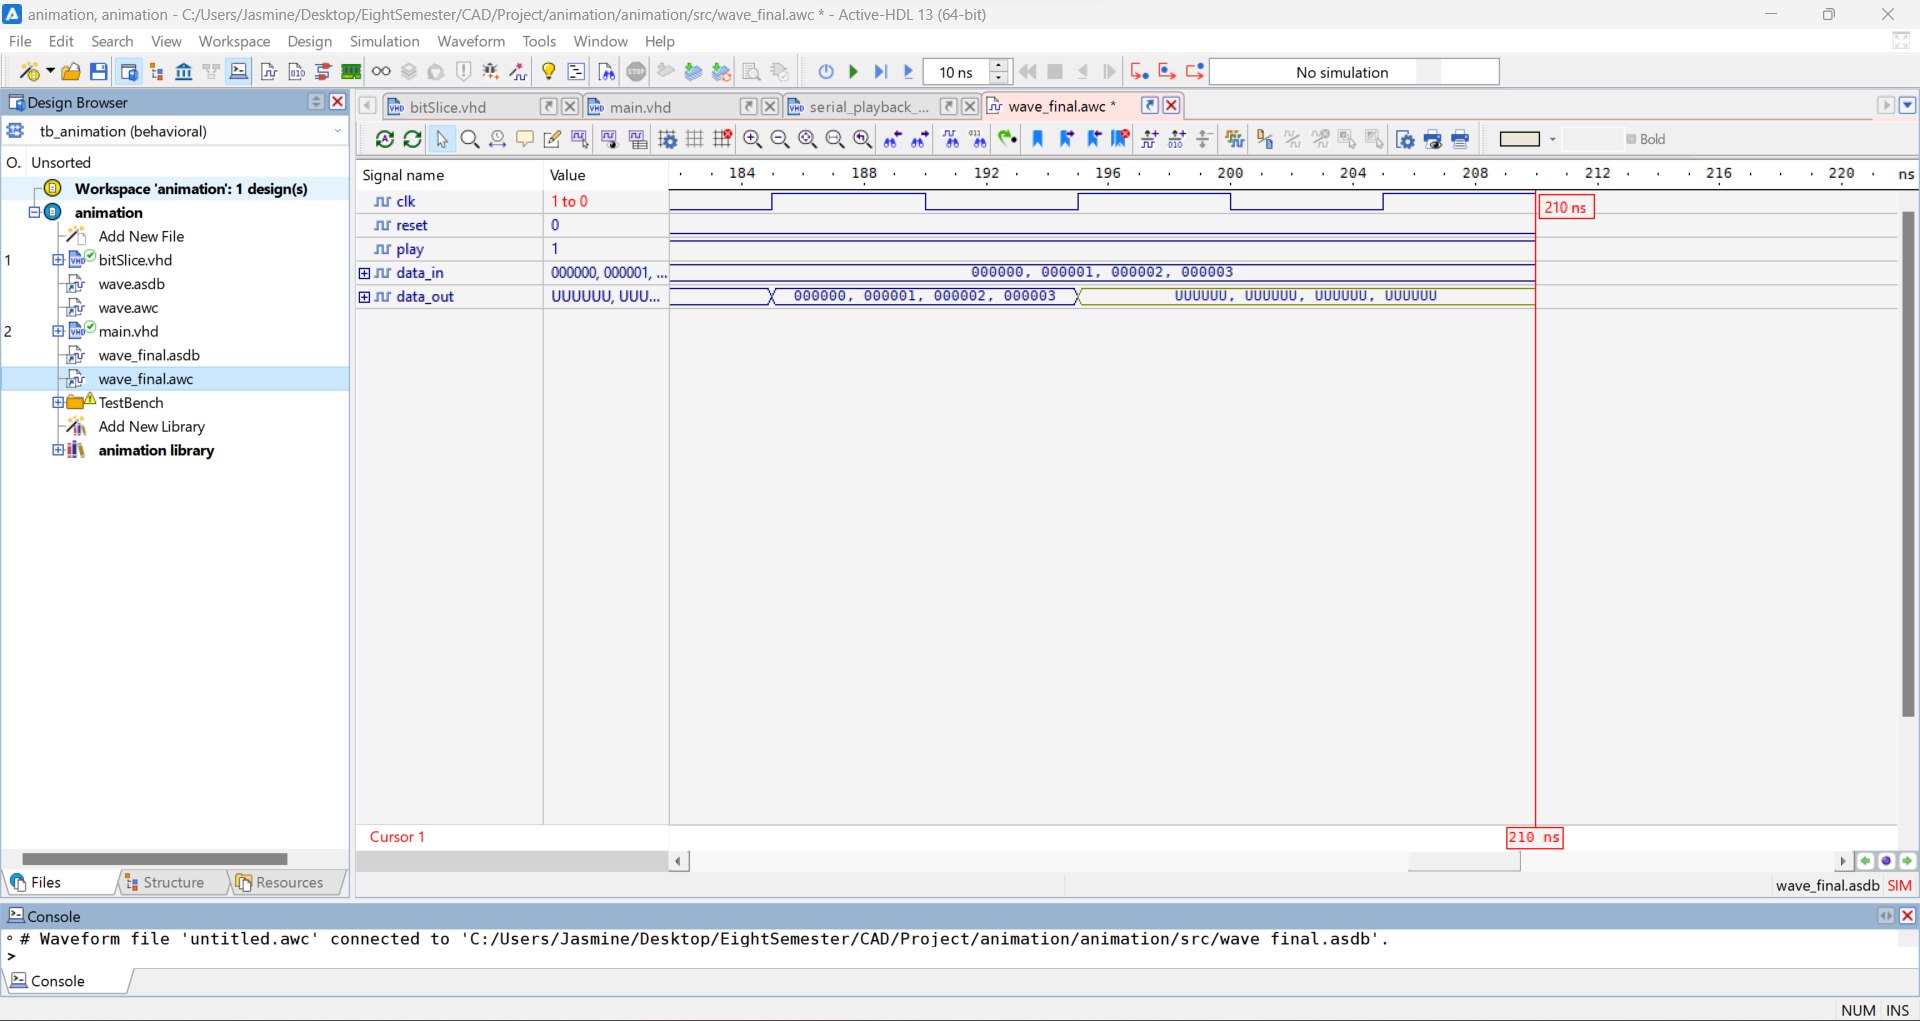 animation, animation - C:/Users/Jasmine/Desktop/EightSemester/CAD/Project/animation/animation/src/wave_final.awc * - Active-HDL 13 (64-bit)
File Edit Search View Workspace Design Simulation Waveform Tools Window Help
10 ns
No simulation
Design Browser
tb_animation (behavioral)
O. Unsorted
Workspace 'animation': 1 design(s)
animation
Add New File
1 bitSlice.vhd
wave.asdb
wave.awc
2 main.vhd
wave_final.asdb
wave_final.awc
TestBench
Add New Library
animation library
Files Structure Resources
bitSlice.vhd main.vhd serial_playback_... wave_final.awc *
Bold
Signal name Value 184 188 192 196 200 204 208 212 216 220 ns
clk 1 to 0 210 ns
reset 0
play 1
data_in 000000, 000001, ... 000000, 000001, 000002, 000003
data_out UUUUUU, UUU... 000000, 000001, 000002, 000003 UUUUUU, UUUUUU, UUUUUU, UUUUUU
Cursor 1 210 ns
wave_final.asdb SIM
Console
# Waveform file 'untitled.awc' connected to 'C:/Users/Jasmine/Desktop/EightSemester/CAD/Project/animation/animation/src/wave_final.asdb'.
>
Console
NUM INS